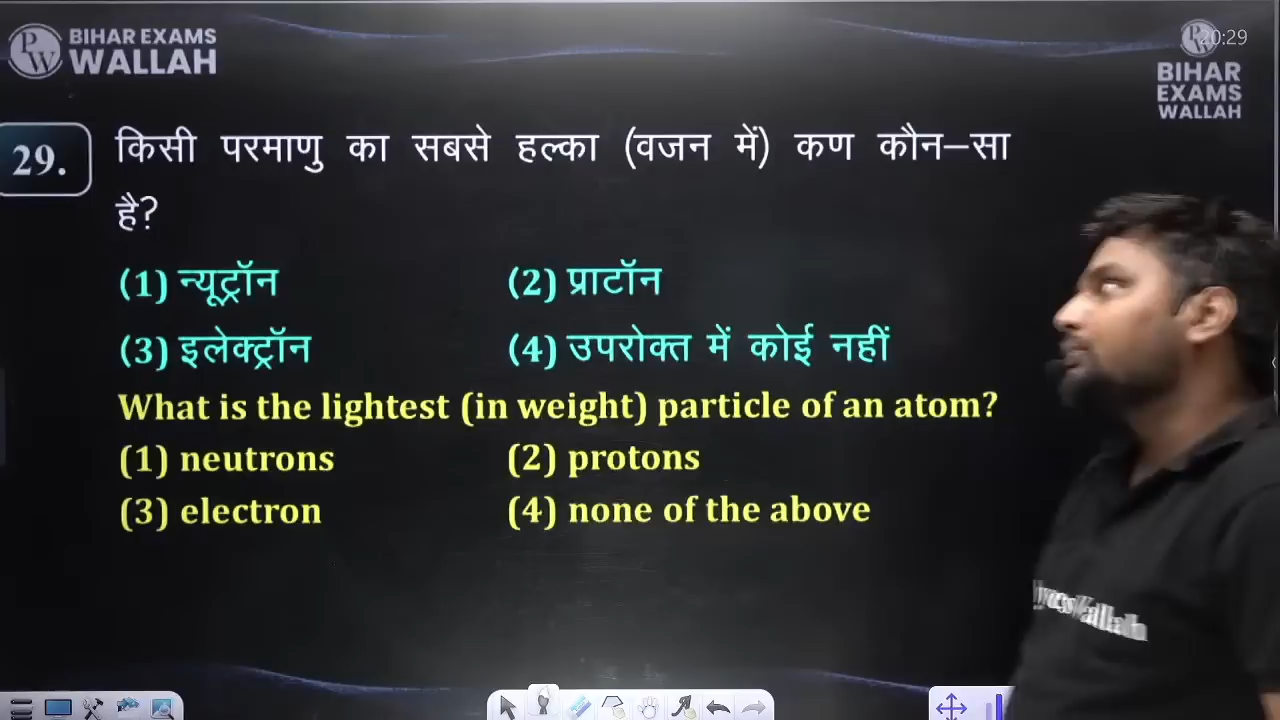 BIHAR EXAMS
WALLAH
20:29
BIHAR
EXAMS
WALLAH
29. किसी परमाणु का सबसे हल्का (वजन में) कण कौन–सा
है?
(1) न्यूट्रॉन (2) प्राटॉन
(3) इलेक्ट्रॉन (4) उपरोक्त में कोई नहीं
What is the lightest (in weight) particle of an atom?
(1) neutrons (2) protons
(3) electron (4) none of the above